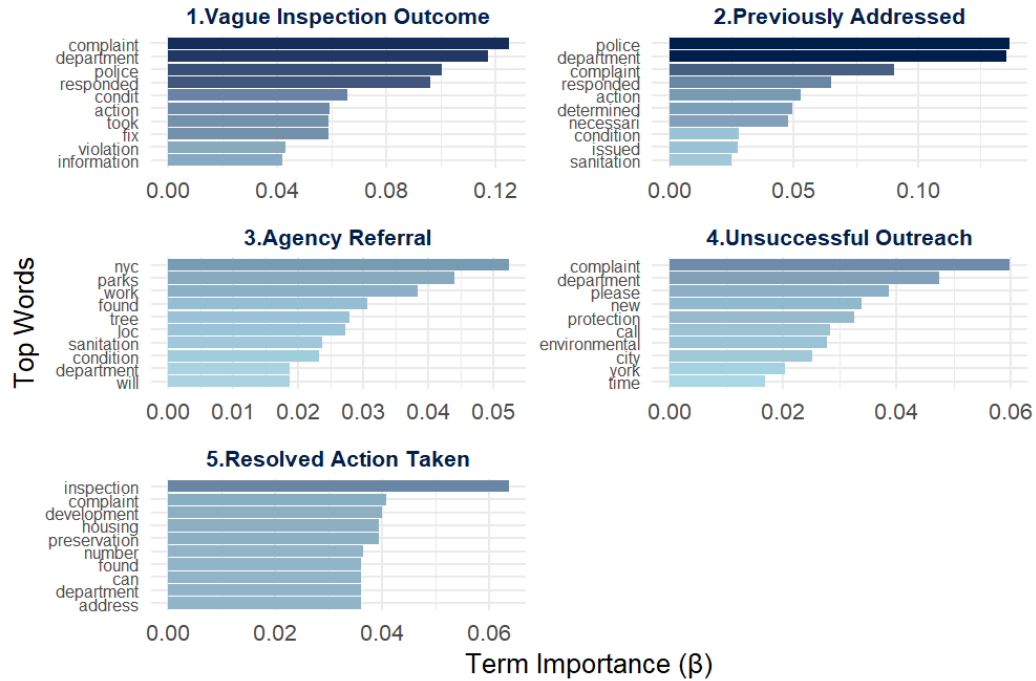 1.Vague Inspection Outcome
complaint
department
police
responded
condit
action
took
fix
violation
information
0.00 0.04 0.08 0.12
2.Previously Addressed
police
department
complaint
responded
action
determined
necessari
condition
issued
sanitation
0.00 0.05 0.10
3.Agency Referral
nyc
parks
work
found
tree
loc
sanitation
condition
department
will
0.00 0.01 0.02 0.03 0.04 0.05
4.Unsuccessful Outreach
complaint
department
please
new
protection
call
environmental
city
york
time
0.00 0.02 0.04 0.06
5.Resolved Action Taken
inspection
complaint
development
housing
preservation
number
found
can
department
address
0.00 0.02 0.04 0.06
Top Words
Term Importance (β)